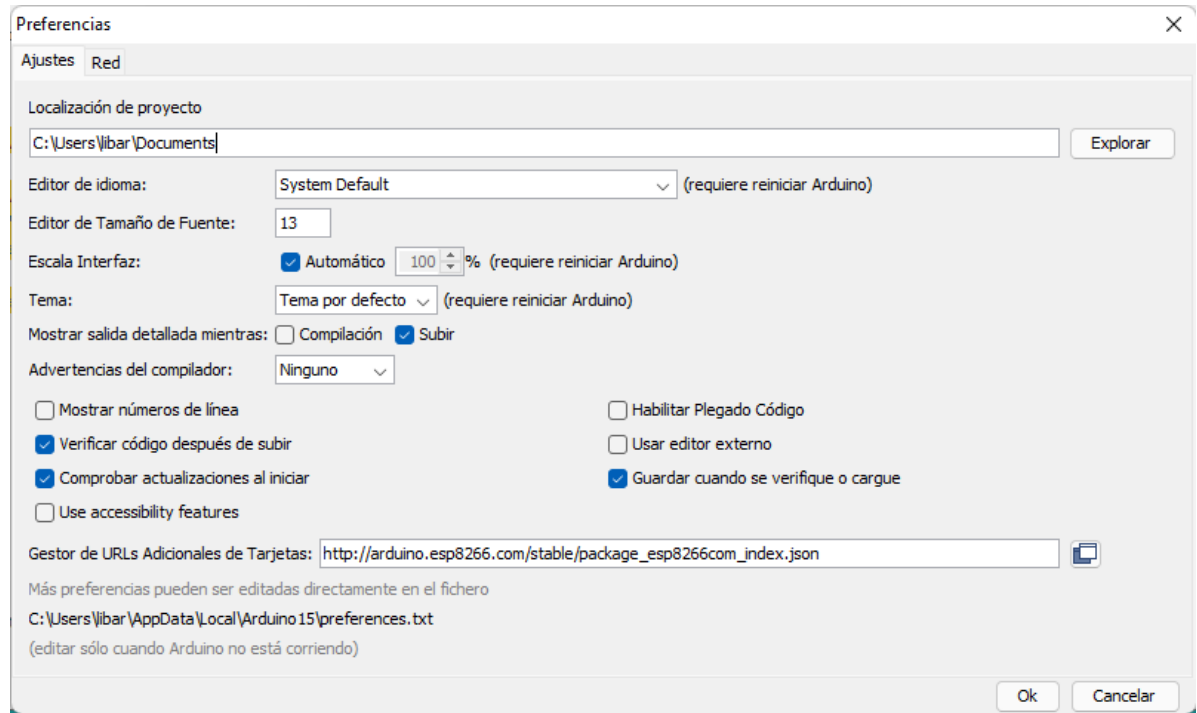 Preferencias
Ajustes Red
Localización de proyecto
C:\Users\libar\Documents Explorar
Editor de idioma: System Default (requiere reiniciar Arduino)
Editor de Tamaño de Fuente: 13
Escala Interfaz: Automático 100 % (requiere reiniciar Arduino)
Tema: Tema por defecto (requiere reiniciar Arduino)
Mostrar salida detallada mientras: Compilación Subir
Advertencias del compilador: Ninguno
Mostrar números de línea Habilitar Plegado Código
Verificar código después de subir Usar editor externo
Comprobar actualizaciones al iniciar Guardar cuando se verifique o cargue
Use accessibility features
Gestor de URLs Adicionales de Tarjetas: http://arduino.esp8266.com/stable/package_esp8266com_index.json
Más preferencias pueden ser editadas directamente en el fichero
C:\Users\libar\AppData\Local\Arduino15\preferences.txt
(editar sólo cuando Arduino no está corriendo)
Ok Cancelar